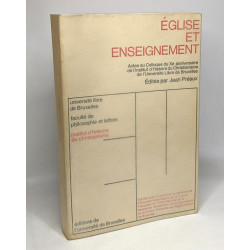 ÉGLISE
ET
ENSEIGNEMENT
Actes du Colloque du Xe anniversaire
de l'Institut d'Histoire du Christianisme
de l'Université Libre de Bruxelles
Édités par Jean Préaux
université libre
de Bruxelles
faculté de
philosophie et lettres
institut d'histoire
du christianisme
éditions de
l'université de Bruxelles